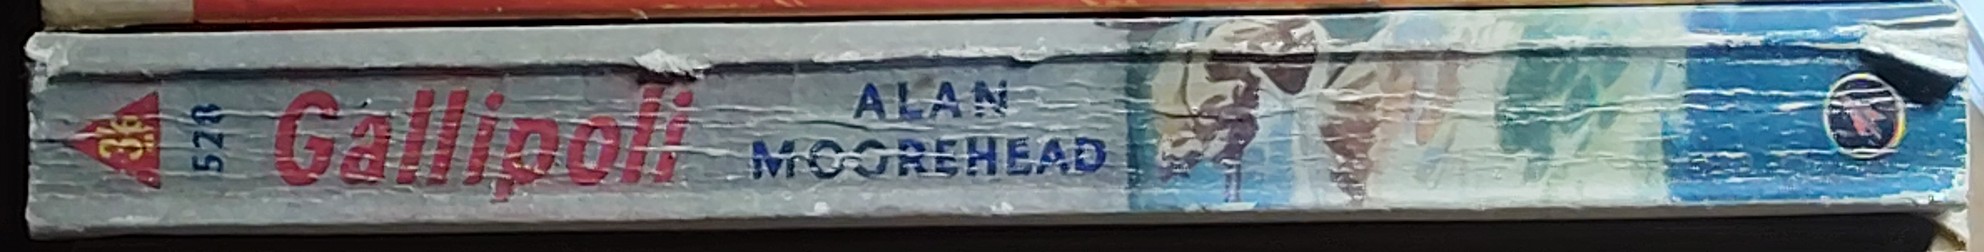 3/6
528
Gallipoli
ALAN
MOOREHEAD